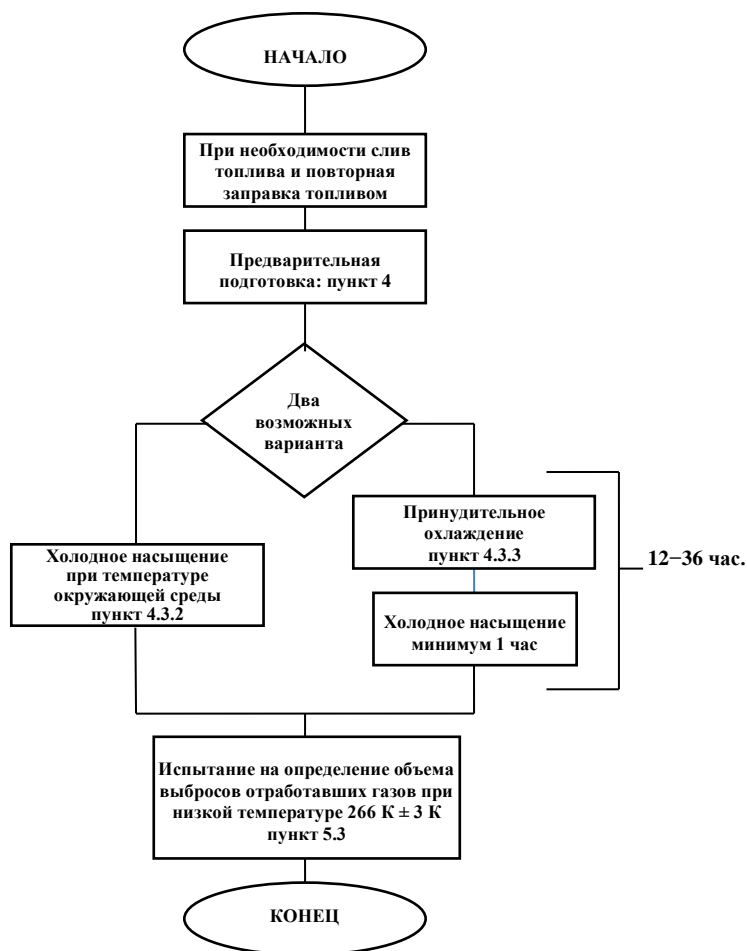 НАЧАЛО
При необходимости слив
топлива и повторная
заправка топливом
Предварительная
подготовка: пункт 4
Два
возможных
варианта
Холодное насыщение
при температуре
окружающей среды
пункт 4.3.2
Принудительное
охлаждение
пункт 4.3.3
Холодное насыщение
минимум 1 час
12−36 час.
Испытание на определение объема
выбросов отработавших газов при
низкой температуре 266 К ± 3 К
пункт 5.3
КОНЕЦ